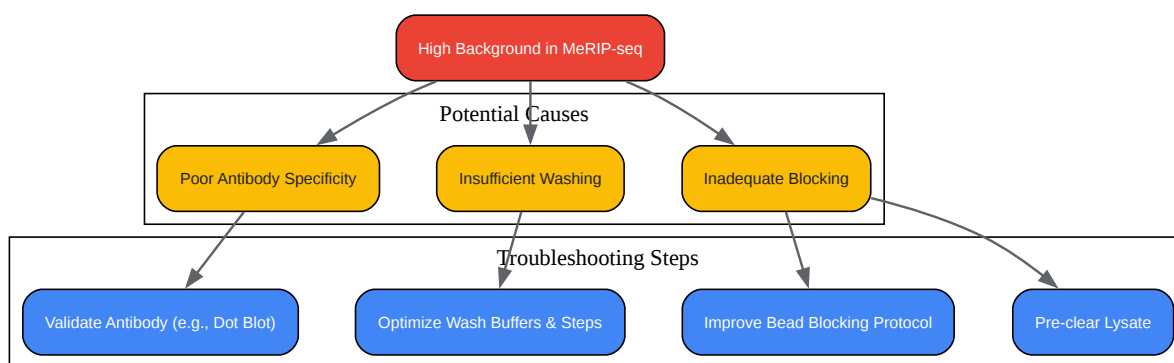 High Background in MeRIP-seq
Potential Causes
Poor Antibody Specificity
Insufficient Washing
Inadequate Blocking
Troubleshooting Steps
Validate Antibody (e.g., Dot Blot)
Optimize Wash Buffers & Steps
Improve Bead Blocking Protocol
Pre-clear Lysate